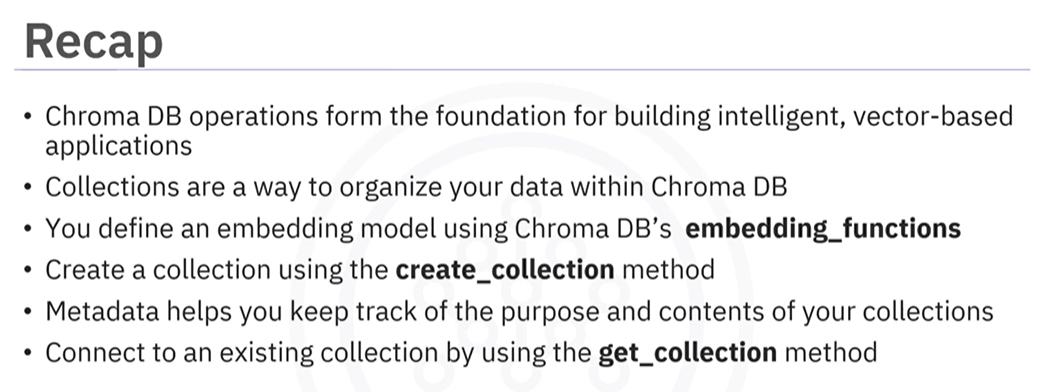 Recap
• Chroma DB operations form the foundation for building intelligent, vector-based
applications
• Collections are a way to organize your data within Chroma DB
• You define an embedding model using Chroma DB’s embedding_functions
• Create a collection using the create_collection method
• Metadata helps you keep track of the purpose and contents of your collections
• Connect to an existing collection by using the get_collection method